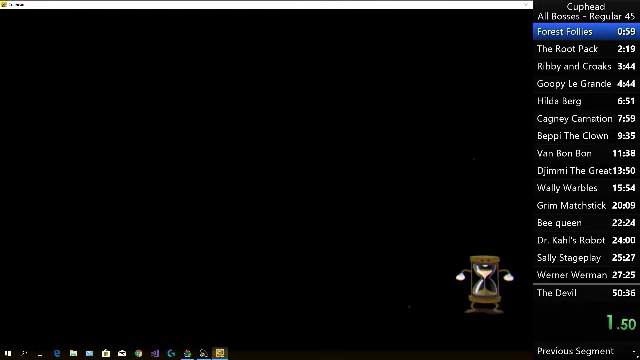 Cuphead
Cuphead
All Bosses - Regular 45
Forest Follies 0:59
The Root Pack 2:19
Ribby and Croaks 3:44
Goopy Le Grande 4:44
Hilda Berg 6:51
Cagney Carnation 7:59
Beppi The Clown 9:35
Van Bon Bon 11:38
Djimmi The Great 13:50
Wally Warbles 15:54
Grim Matchstick 20:09
Bee queen 22:24
Dr. Kahl's Robot 24:00
Sally Stageplay 25:27
Werner Werman 27:25
The Devil 50:36
1.50
Previous Segment -